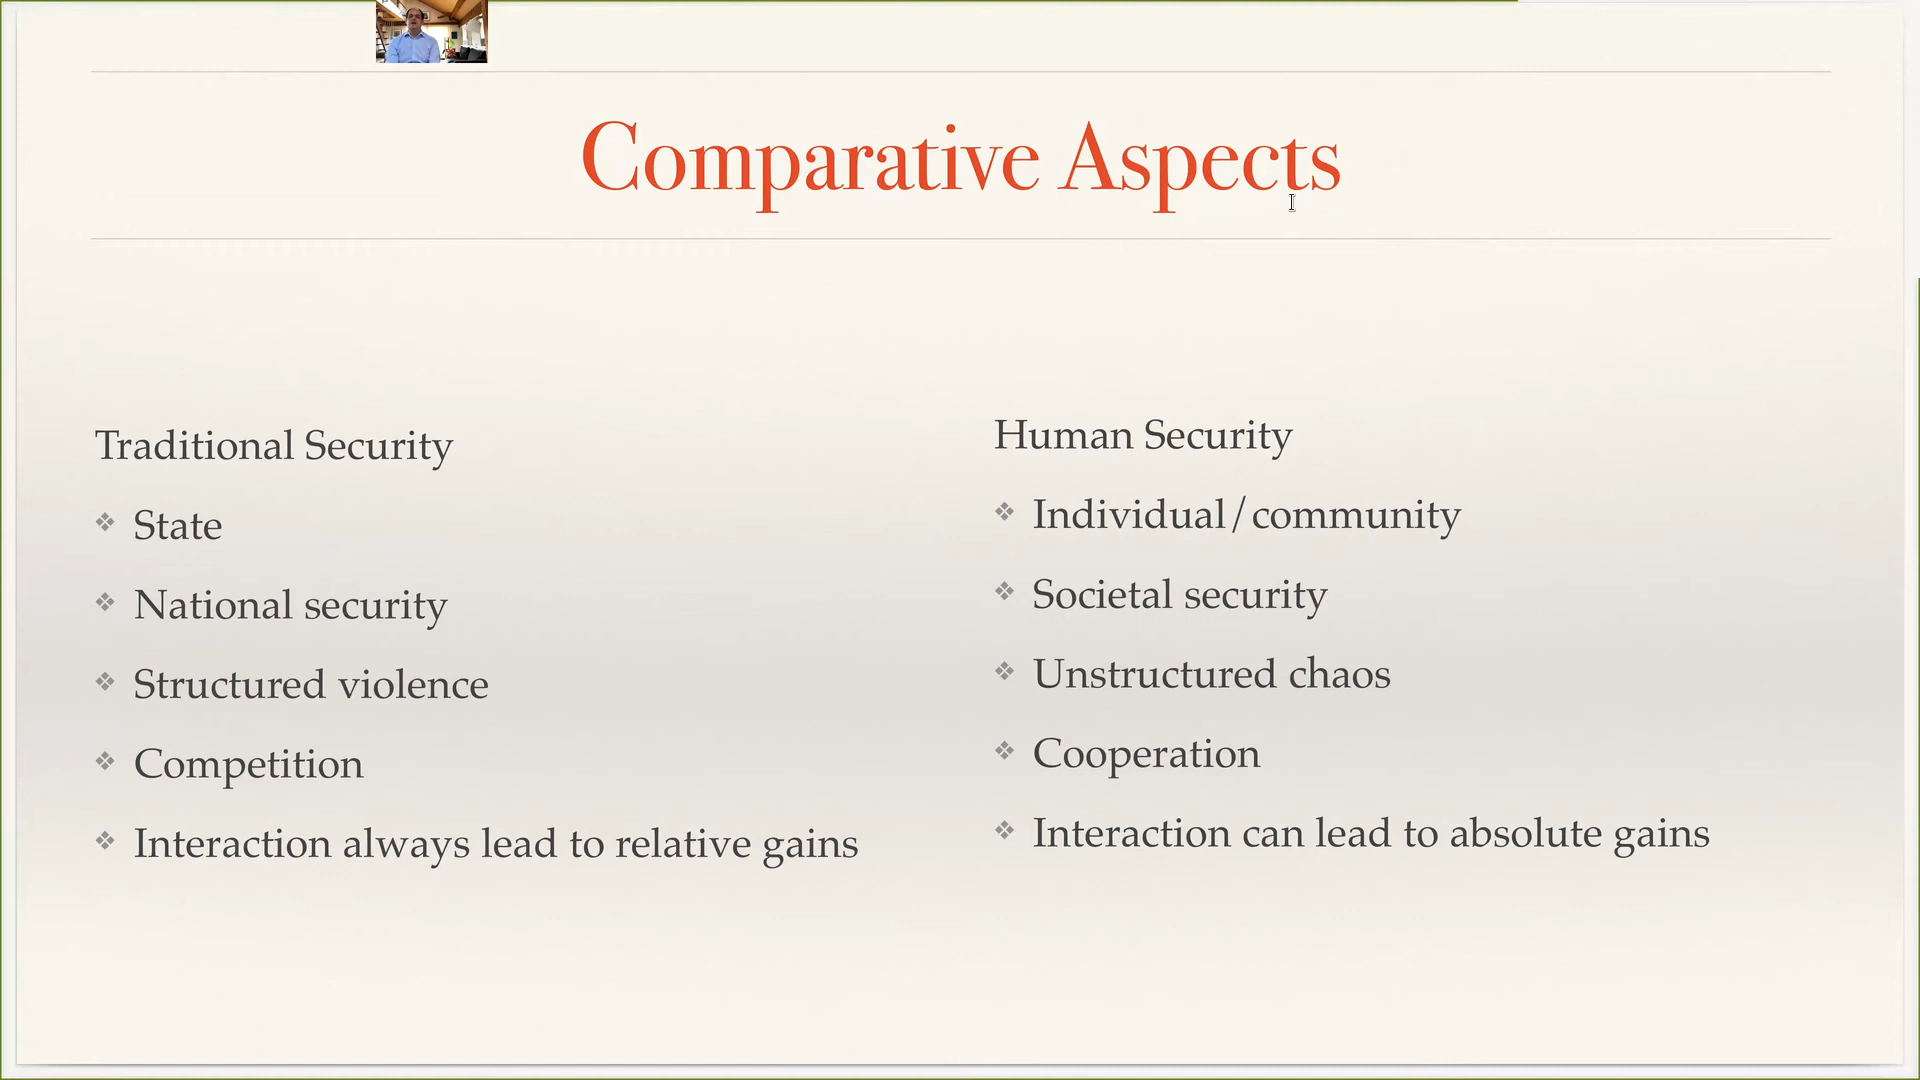 Comparative Aspects
Traditional Security
State
National security
Structured violence
Competition
Interaction always lead to relative gains
Human Security
Individual/community
Societal security
Unstructured chaos
Cooperation
Interaction can lead to absolute gains